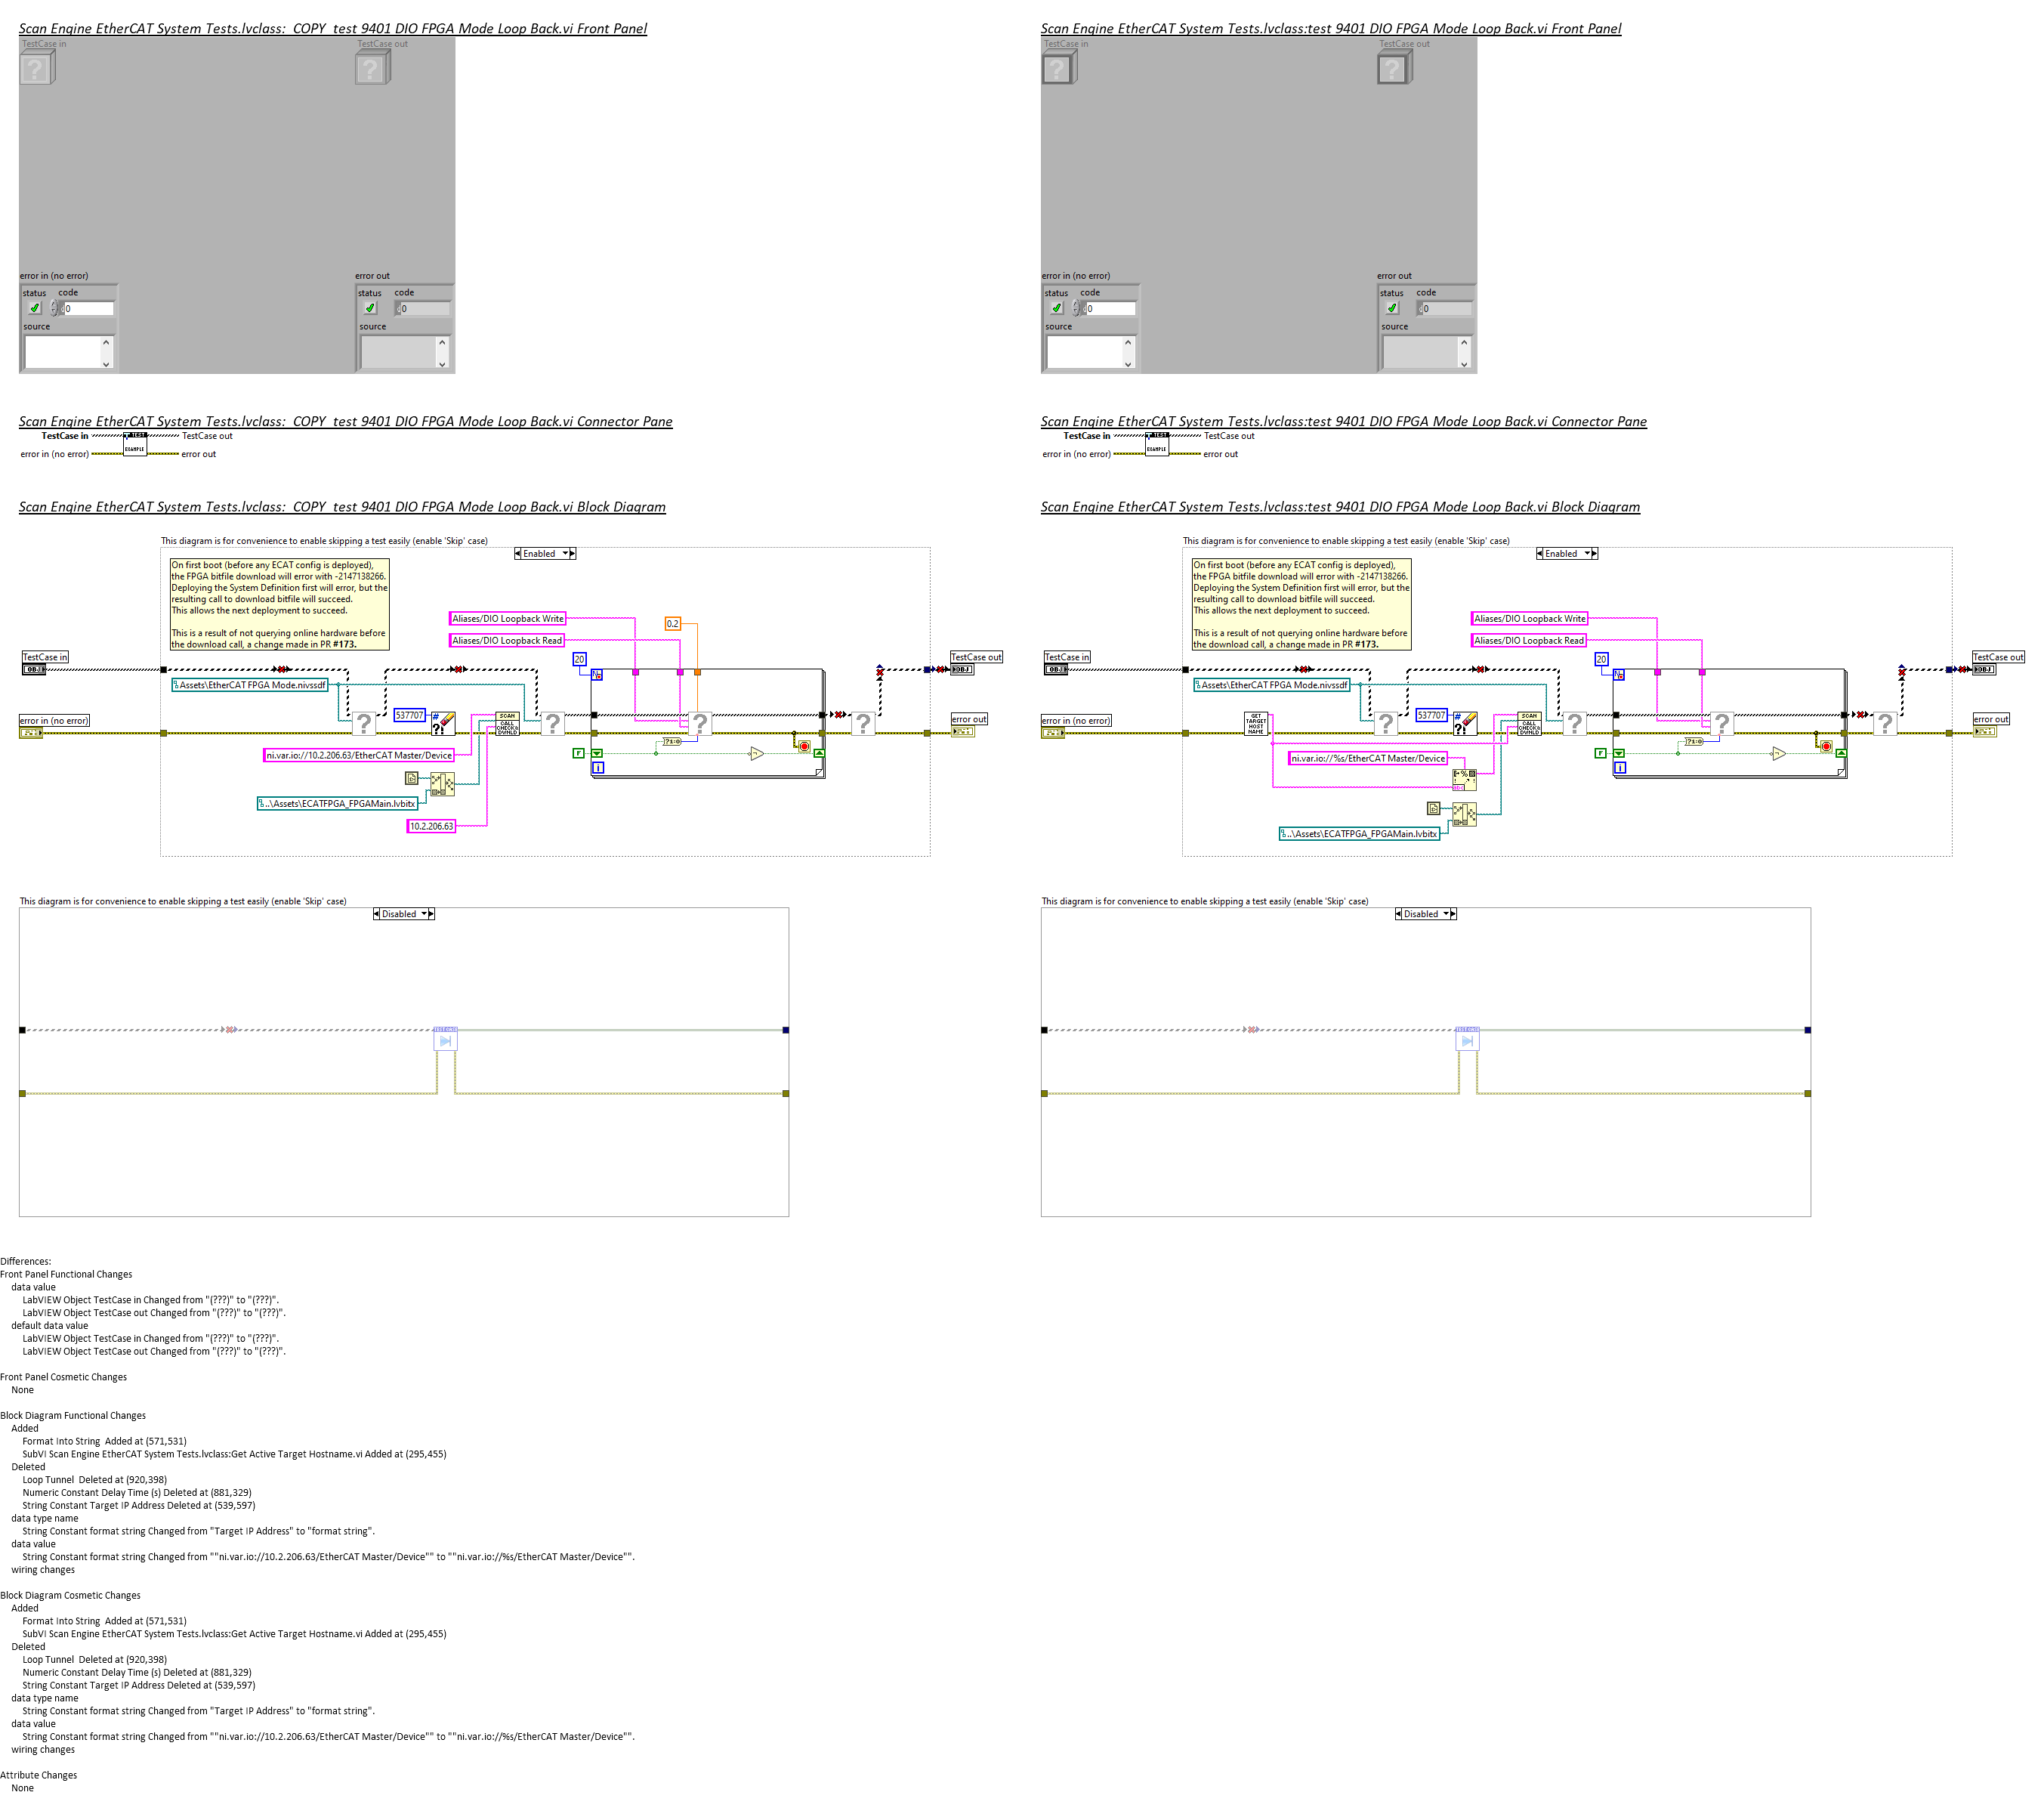 Scan Engine EtherCAT System Tests.lvclass:  COPY  test 9401 DIO FPGA Mode Loop Back.vi Front Panel
TestCase in
TestCase out
error in (no error)
error out
status code
0
source
status code
0
source
Scan Engine EtherCAT System Tests.lvclass:  COPY  test 9401 DIO FPGA Mode Loop Back.vi Connector Pane
TestCase in
TEST
TestCase out
error in (no error)
EXAMPLE
error out
Scan Engine EtherCAT System Tests.lvclass:  COPY  test 9401 DIO FPGA Mode Loop Back.vi Block Diagram
This diagram is for convenience to enable skipping a test easily (enable 'Skip' case)
Enabled
On first boot (before any ECAT config is deployed),
the FPGA bitfile download will error with -2147138266.
Deploying the System Definition first will error, but the
resulting call to download bitfile will succeed.
This allows the next deployment to succeed.
This is a result of not querying online hardware before
the download call, a change made in PR #173.
Aliases/DIO Loopback Write
0.2
Aliases/DIO Loopback Read
TestCase in
20
TestCase out
OBJ
N
OBJ
Assets\EtherCAT FPGA Mode.nivssdf
error in (no error)
537707
SCAN
CALL
CHECK&
DWNLD
error out
ni.var.io://10.2.206.63/EtherCAT Master/Device
F
i
..\Assets\ECATFPGA_FPGAMain.lvbitx
10.2.206.63
This diagram is for convenience to enable skipping a test easily (enable 'Skip' case)
Disabled
Scan Engine EtherCAT System Tests.lvclass:test 9401 DIO FPGA Mode Loop Back.vi Front Panel
TestCase in
TestCase out
error in (no error)
error out
status code
0
source
status code
0
source
Scan Engine EtherCAT System Tests.lvclass:test 9401 DIO FPGA Mode Loop Back.vi Connector Pane
TestCase in
TEST
TestCase out
error in (no error)
EXAMPLE
error out
Scan Engine EtherCAT System Tests.lvclass:test 9401 DIO FPGA Mode Loop Back.vi Block Diagram
This diagram is for convenience to enable skipping a test easily (enable 'Skip' case)
Enabled
On first boot (before any ECAT config is deployed),
the FPGA bitfile download will error with -2147138266.
Deploying the System Definition first will error, but the
resulting call to download bitfile will succeed.
This allows the next deployment to succeed.
This is a result of not querying online hardware before
the download call, a change made in PR #173.
Aliases/DIO Loopback Write
Aliases/DIO Loopback Read
TestCase in
20
TestCase out
OBJ
N
OBJ
Assets\EtherCAT FPGA Mode.nivssdf
error in (no error)
GET
TARGET
HOST
NAME
537707
SCAN
CALL
CHECK&
DWNLD
error out
ni.var.io://%s/EtherCAT Master/Device
F
i
..\Assets\ECATFPGA_FPGAMain.lvbitx
This diagram is for convenience to enable skipping a test easily (enable 'Skip' case)
Disabled
Differences:
Front Panel Functional Changes
data value
LabVIEW Object TestCase in Changed from "(???)" to "(???)".
LabVIEW Object TestCase out Changed from "(???)" to "(???)".
default data value
LabVIEW Object TestCase in Changed from "(???)" to "(???)".
LabVIEW Object TestCase out Changed from "(???)" to "(???)".
Front Panel Cosmetic Changes
None
Block Diagram Functional Changes
Added
Format Into String  Added at (571,531)
SubVI Scan Engine EtherCAT System Tests.lvclass:Get Active Target Hostname.vi Added at (295,455)
Deleted
Loop Tunnel  Deleted at (920,398)
Numeric Constant Delay Time (s) Deleted at (881,329)
String Constant Target IP Address Deleted at (539,597)
data type name
String Constant format string Changed from "Target IP Address" to "format string".
data value
String Constant format string Changed from ""ni.var.io://10.2.206.63/EtherCAT Master/Device"" to ""ni.var.io://%s/EtherCAT Master/Device"".
wiring changes
Block Diagram Cosmetic Changes
Added
Format Into String  Added at (571,531)
SubVI Scan Engine EtherCAT System Tests.lvclass:Get Active Target Hostname.vi Added at (295,455)
Deleted
Loop Tunnel  Deleted at (920,398)
Numeric Constant Delay Time (s) Deleted at (881,329)
String Constant Target IP Address Deleted at (539,597)
data type name
String Constant format string Changed from "Target IP Address" to "format string".
data value
String Constant format string Changed from ""ni.var.io://10.2.206.63/EtherCAT Master/Device"" to ""ni.var.io://%s/EtherCAT Master/Device"".
wiring changes
Attribute Changes
None